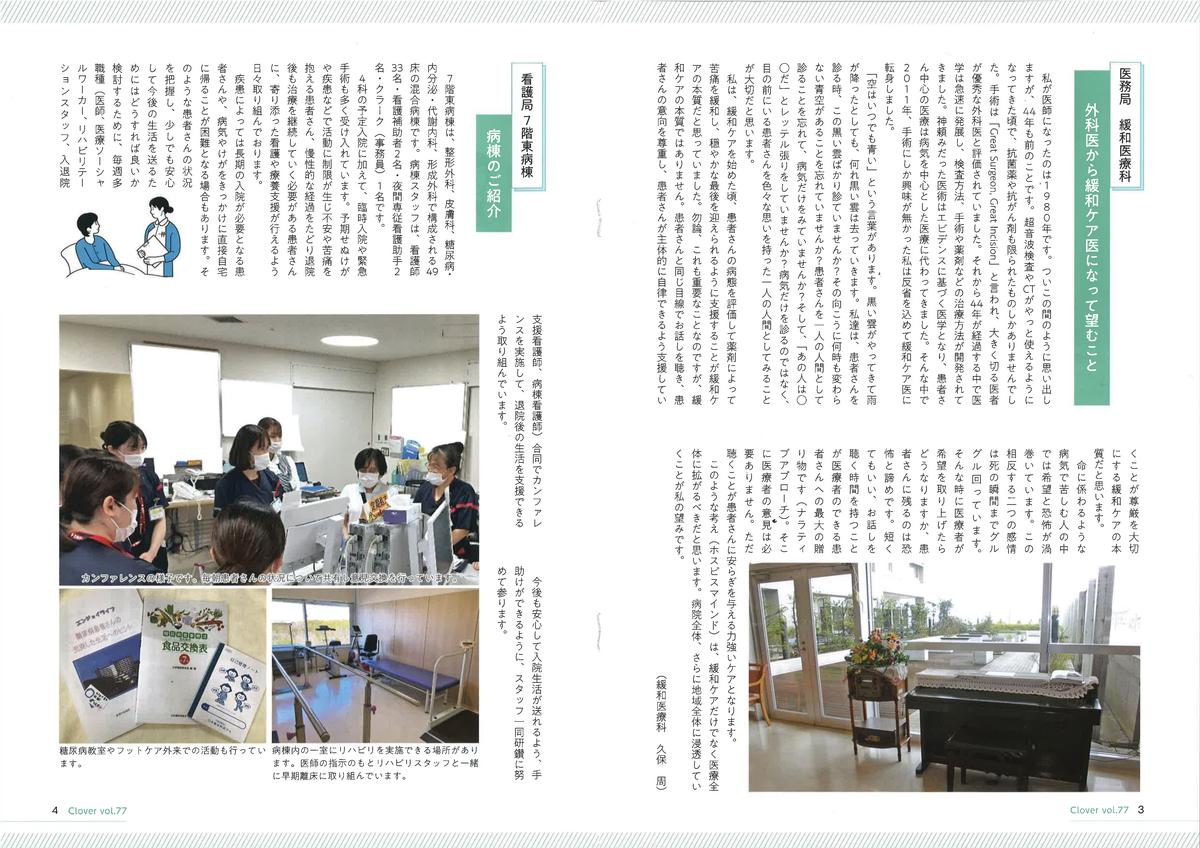 医務局　緩和医療科
外科医から緩和ケア医になって望むこと
私が医師になったのは1980年です。ついこの間のように思い出し
ますが、44年も前のことです。超音波検査やCTがやっと使えるように
なってきた頃で、抗菌薬や抗がん剤も限られたものしかありませんでし
た。手術は「Great Surgeon, Great Incision」と言われ、大きく切る医者
が優秀な外科医と評価されていました。それから44年が経過する中で医
学は急速に発展し、検査方法、手術や薬剤などの治療方法が開発されて
きました。神頼みだった医術はエビデンスに基づく医学となり、患者さ
ん中心の医療は病気を中心とした医療に代わってきました。そんな中で
2011年、手術にしか興味が無かった私は反省を込めて緩和ケア医に
転身しました。
「空はいつでも青い」という言葉があります。黒い雲がやってきて雨
が降ったとしても、何れ黒い雲は去っていきます。私達は、患者さんを
診る時、この黒い雲ばかり診ていませんか？その向こうに何時も変わら
ない青空があることを忘れていませんか？患者さんを一人の人間として
診ることを忘れて、病気だけをみていませんか？そして、「あの人は〇
〇だ」とレッテル張りをしていませんか？病気だけを診るのではなく、
目の前にいる患者さんを色々な思いを持った一人の人間としてみること
が大切だと思います。
私は、緩和ケアを始めた頃、患者さんの病態を評価して薬剤によって
苦痛を緩和し、穏やかな最後を迎えられるように支援することが緩和ケ
アの本質だと思っていました。勿論、これも重要なことなのですが、緩
和ケアの本質ではありません。患者さんと同じ目線でお話しを聴き、患
者さんの意向を尊重し、患者さんが主体的に自律できるよう支援してい
くことが尊厳を大切
にする緩和ケアの本
質だと思います。
命に係わるような
病気で苦しむ人の中
では希望と恐怖が渦
巻いています。この
相反する二つの感情
は死の瞬間までグル
グル回っています。
そんな時に医療者が
希望を取り上げたら
どうなりますか、患
者さんに残るのは恐
怖と諦めです。短く
てもいい、お話しを
聴く時間を持つこと
が医療者のできる患
者さんへの最大の贈
り物です（ナラティ
ブアプローチ）。そこ
に医療者の意見は必
要ありません。ただ
聴くことが患者さんに安らぎを与える力強いケアとなります。
このような考え（ホスピスマインド）は、緩和ケアだけでなく医療全
体に拡がるべきだと思います。病院全体、さらに地域全体に浸透してい
くことが私の望みです。
（緩和医療科　久保　周）
Clover vol.77　3
看護局　7階東病棟
病棟のご紹介
7階東病棟は、整形外科、皮膚科、糖尿病・
内分泌・代謝内科、形成外科で構成される49
床の混合病棟です。病棟スタッフは、看護師
33名・看護補助者2名・夜間専従看護助手2
名・クラーク（事務員）1名です。
4科の予定入院に加えて、臨時入院や緊急
手術も多く受け入れています。予期せぬけが
や疾患などで活動に制限が生じ不安や苦痛を
抱える患者さん、慢性的な経過をたどり退院
後も治療を継続していく必要がある患者さん
に、寄り添った看護や療養支援が行えるよう
日々取り組んでおります。
疾患によっては長期の入院が必要となる患
者さんや、病気やけがをきっかけに直接自宅
に帰ることが困難となる場合もあります。そ
のような患者さんの状況
を把握し、少しでも安心
して今後の生活を送るた
めにはどうすれば良いか
検討するために、毎週多
職種（医師、医療ソーシャ
ルワーカー、リハビリテー
ションスタッフ、入退院
支援看護師、病棟看護師）合同でカンファレ
ンスを実施して、退院後の生活を支援できる
よう取り組んでいます。
今後も安心して入院生活が送れるよう、手
助けができるように、スタッフ一同研鑽に努
めて参ります。
カンファレンスの様子です。毎朝患者さんの状況について共有し意見交換を行っています。
エンジョイライフ
食品交換表
自己管理ノート
糖尿病教室やフットケア外来での活動も行ってい
ます。
病棟内の一室にリハビリを実施できる場所があり
ます。医師の指示のもとリハビリスタッフと一緒
に早期離床に取り組んでいます。
4　Clover vol.77